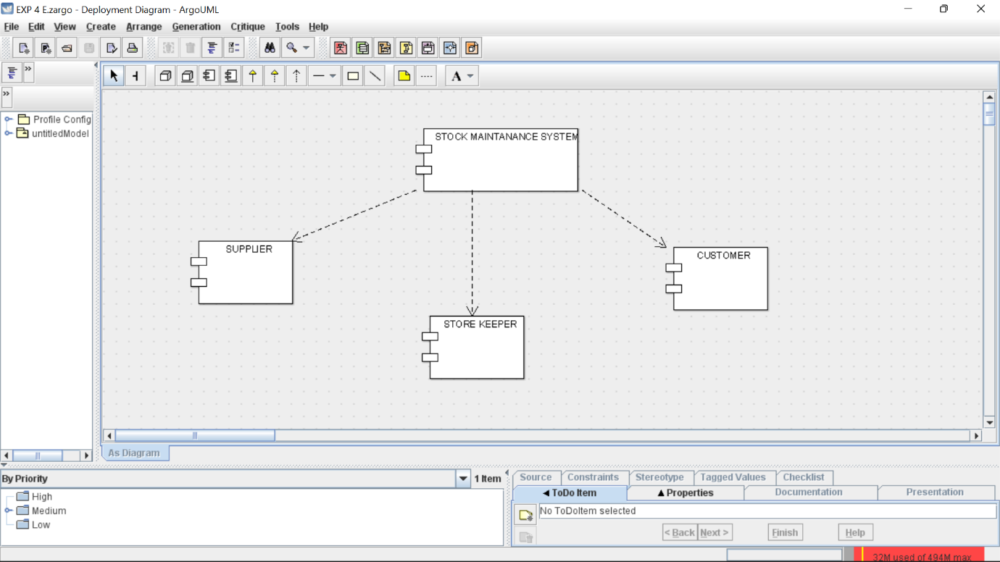 EXP 4 E.zargo - Deployment Diagram - ArgoUML
File Edit View Create Arrange Generation Critique Tools Help
A
Profile Config
untitledModel
STOCK MAINTANANCE SYSTEM
SUPPLIER
CUSTOMER
STORE KEEPER
As Diagram
By Priority
1 Item
High
Medium
Low
Source Constraints Stereotype Tagged Values Checklist
ToDo Item Properties Documentation Presentation
No ToDoItem selected
< Back Next > Finish Help
32M used of 494M max